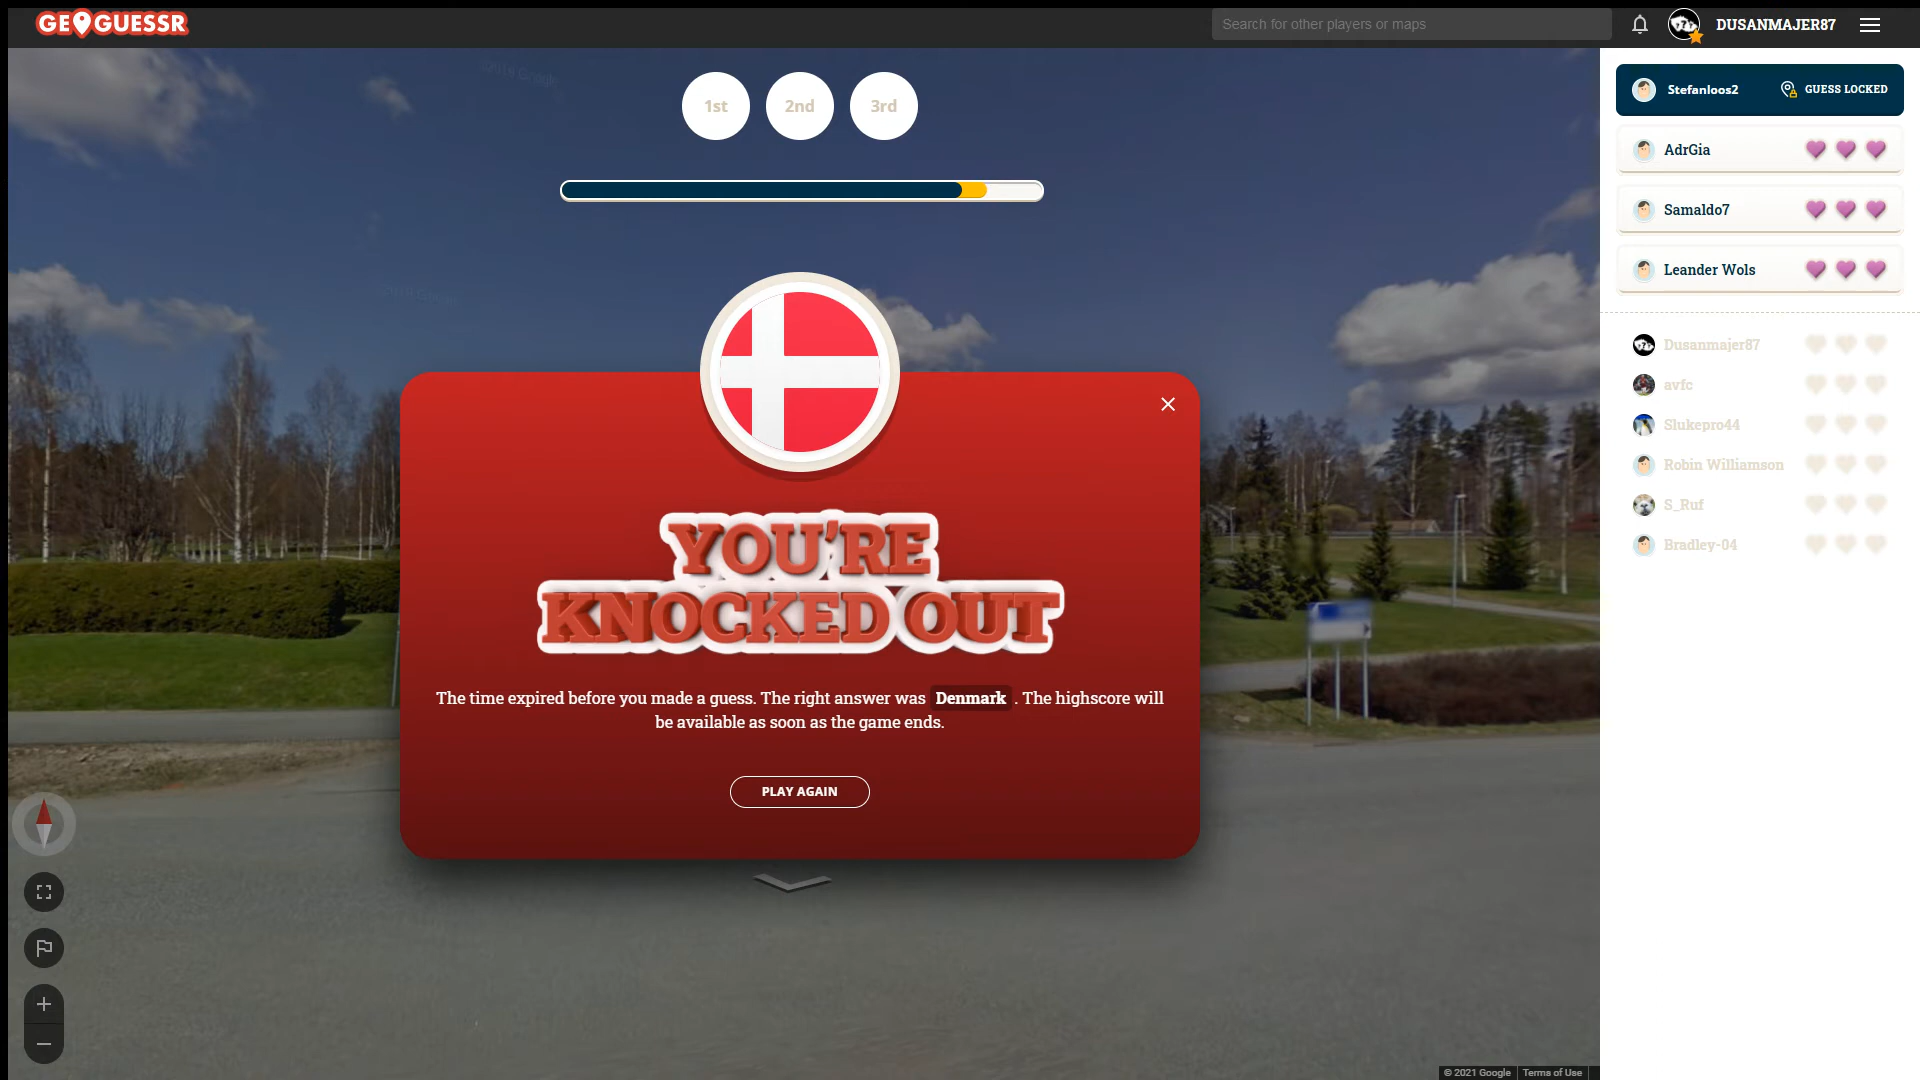 GEOGUESSR
Search for other players or maps
DUSANMAJER87
1st
2nd
3rd
Stefanloos2
GUESS LOCKED
AdrGia
Samaldo7
Leander Wols
Dusanmajer87
avfc
Slukepro44
Robin Williamson
S_Ruf
Bradley-04
YOU'RE
KNOCKED OUT
The time expired before you made a guess. The right answer was Denmark . The highscore will
be available as soon as the game ends.
PLAY AGAIN
© 2021 Google
Terms of Use